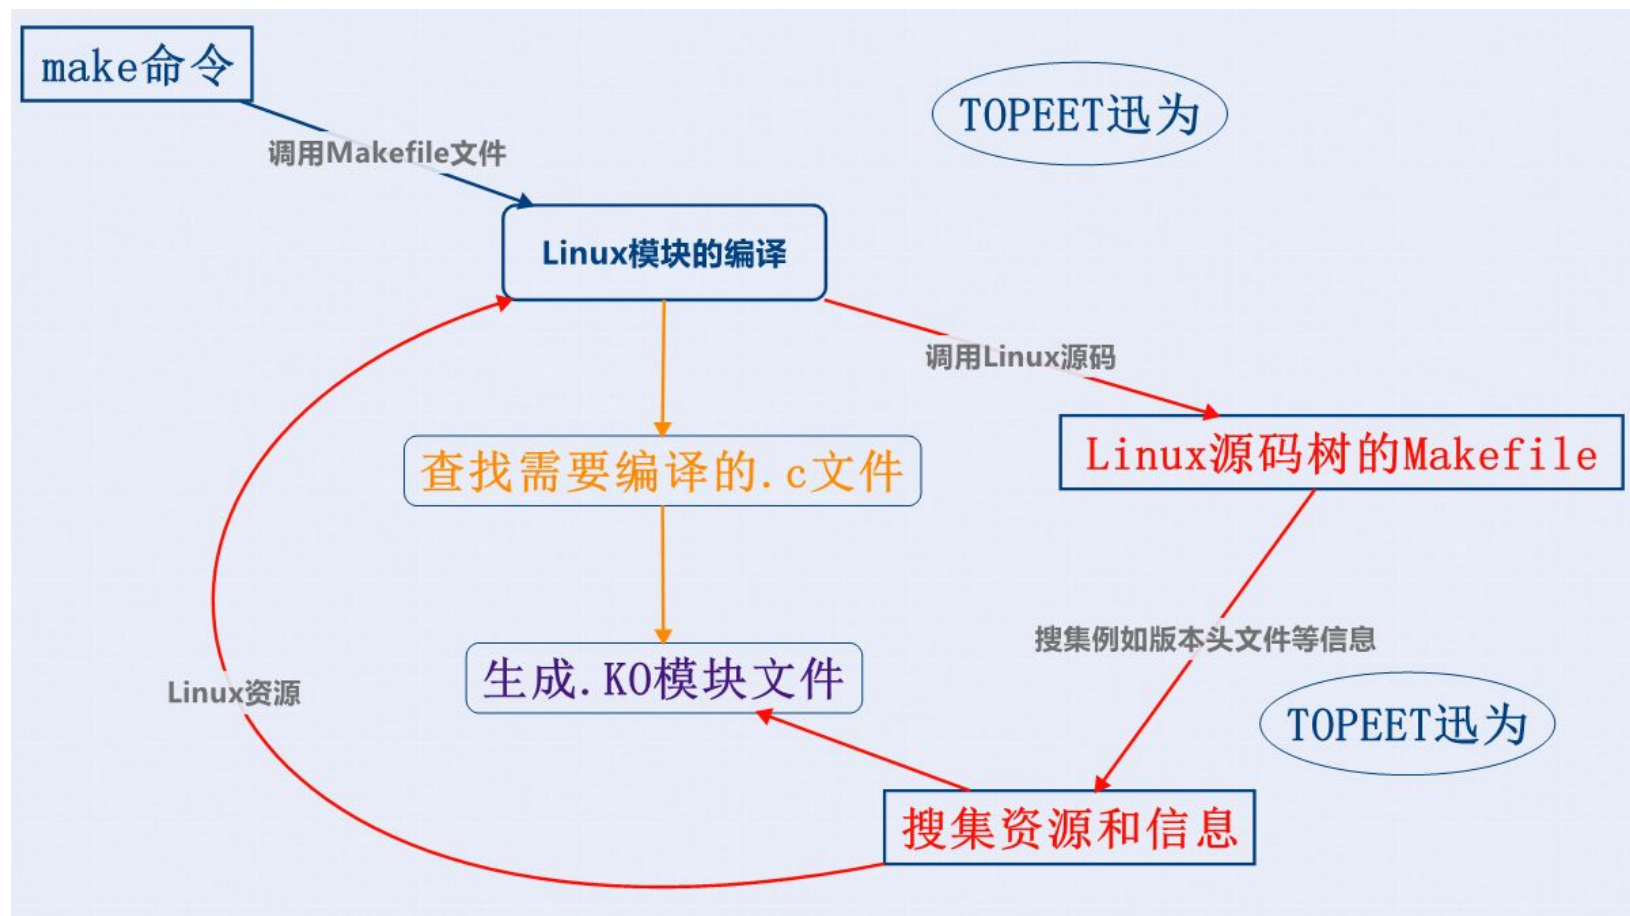 make命令
TOPEET迅为
调用Makefile文件
Linux模块的编译
调用Linux源码
Linux源码树的Makefile
查找需要编译的.c文件
搜集例如版本头文件等信息
生成.KO模块文件
Linux资源
TOPEET迅为
搜集资源和信息